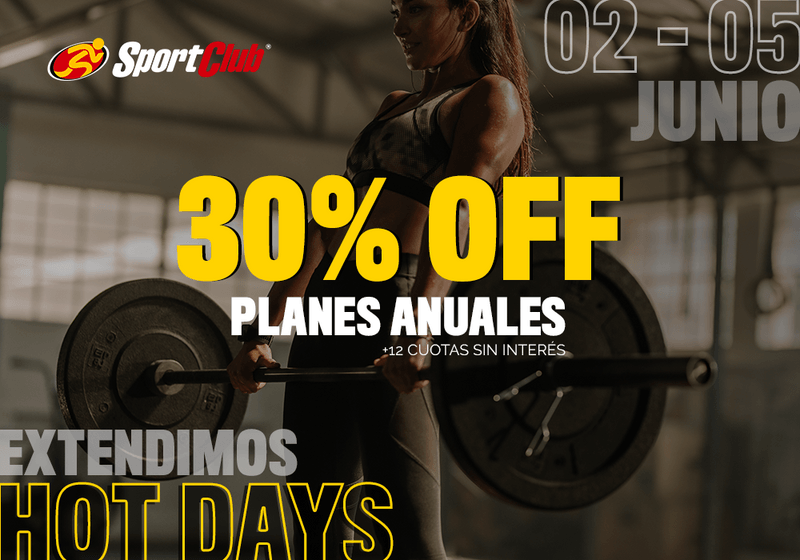 SportClub®
02 - 05
JUNIO
30% OFF
PLANES ANUALES
+12 CUOTAS SIN INTERÉS
EXTENDIMOS
HOT DAYS